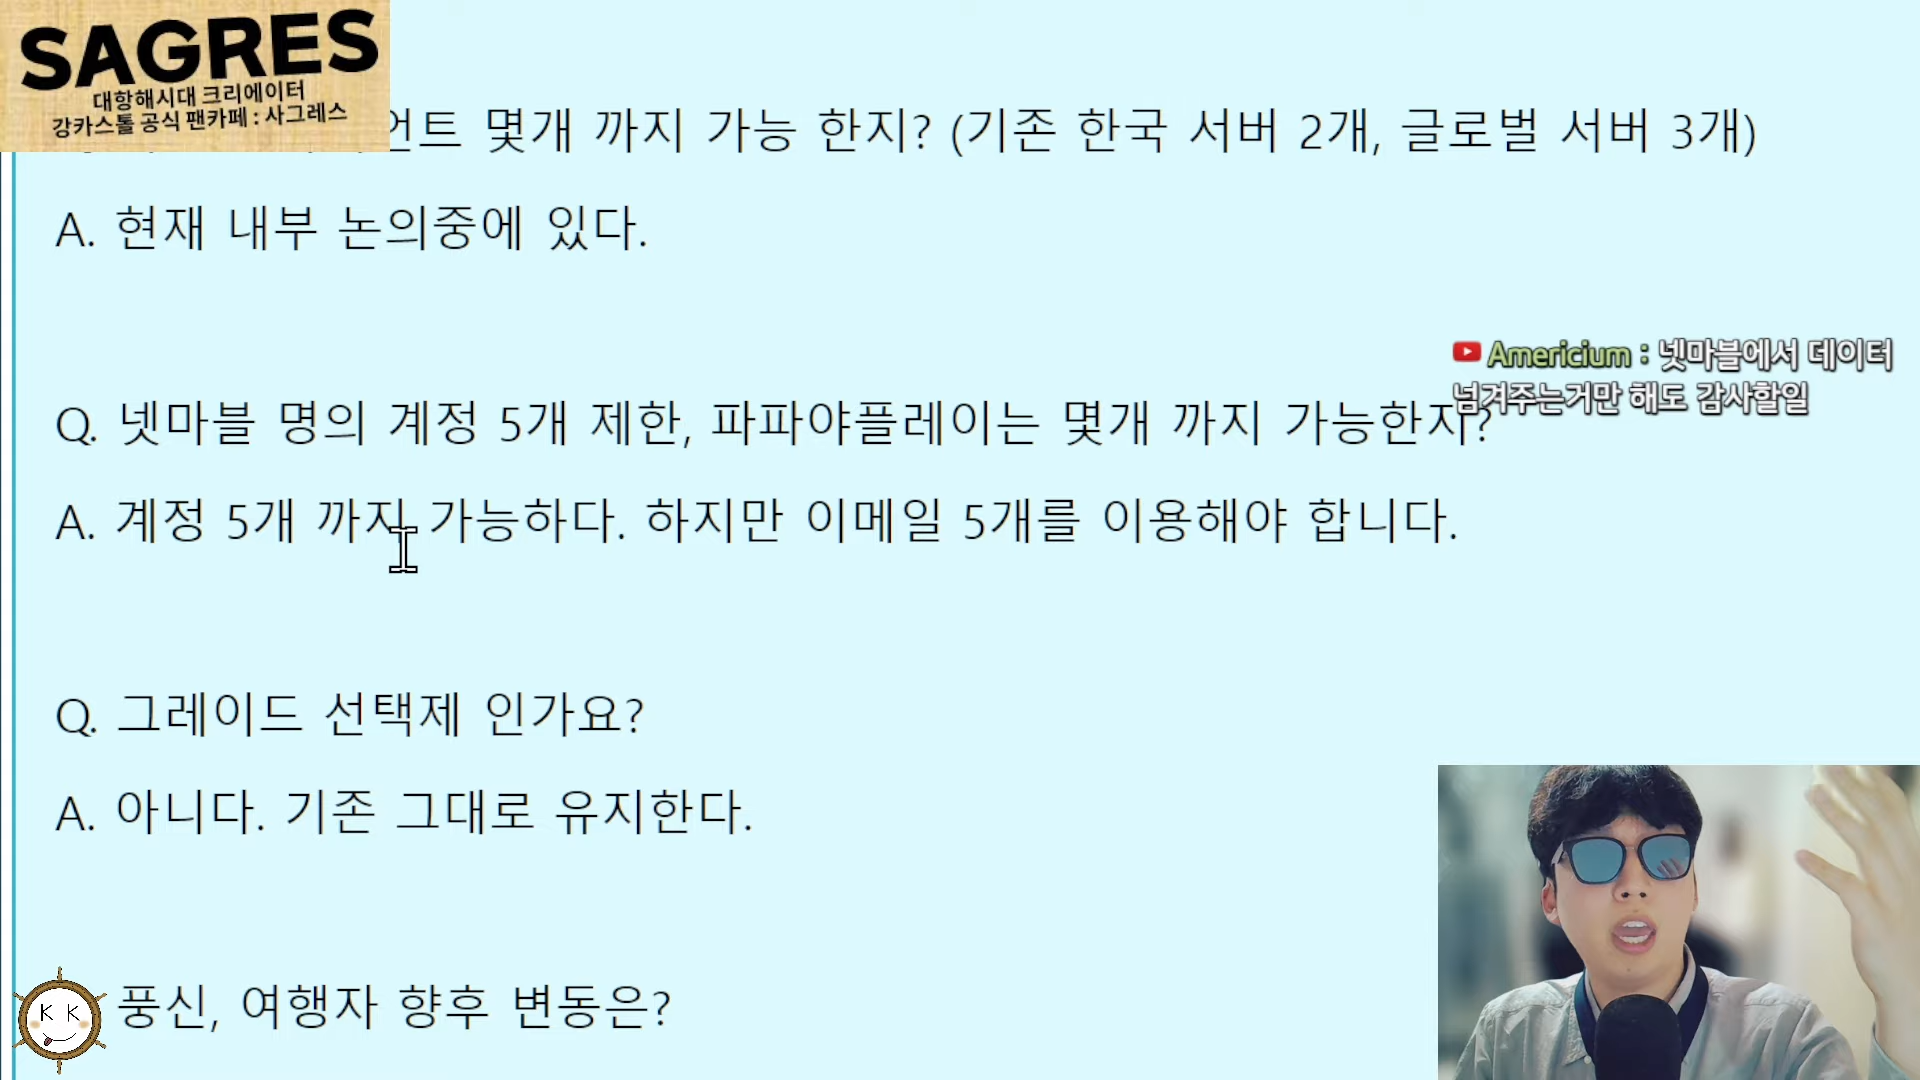 SAGRES
대항해시대 크리에이터
강카스톨 공식 팬카페 : 사그레스
언트 몇개 까지 가능 한지? (기존 한국 서버 2개, 글로벌 서버 3개)
A. 현재 내부 논의중에 있다.
Americium : 넷마블에서 데이터
넘겨주는거만 해도 감사할일
Q. 넷마블 명의 계정 5개 제한, 파파야플레이는 몇개 까지 가능한지?
A. 계정 5개 까지 가능하다. 하지만 이메일 5개를 이용해야 합니다.
Q. 그레이드 선택제 인가요?
A. 아니다. 기존 그대로 유지한다.
풍신, 여행자 향후 변동은?
K K